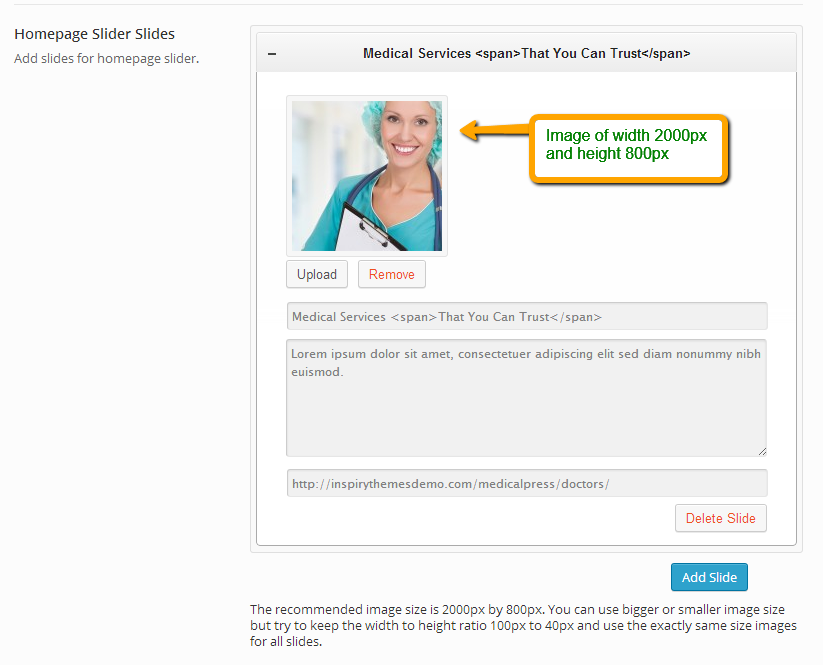 Homepage Slider Slides
Add slides for homepage slider.
– Medical Services <span>That You Can Trust</span>
Image of width 2000px
and height 800px
Upload Remove
Medical Services <span>That You Can Trust</span>
Lorem ipsum dolor sit amet, consectetuer adipiscing elit sed diam nonummy nibh
euismod.
http://inspirythemesdemo.com/medicalpress/doctors/
Delete Slide
Add Slide
The recommended image size is 2000px by 800px. You can use bigger or smaller image size
but try to keep the width to height ratio 100px to 40px and use the exactly same size images
for all slides.